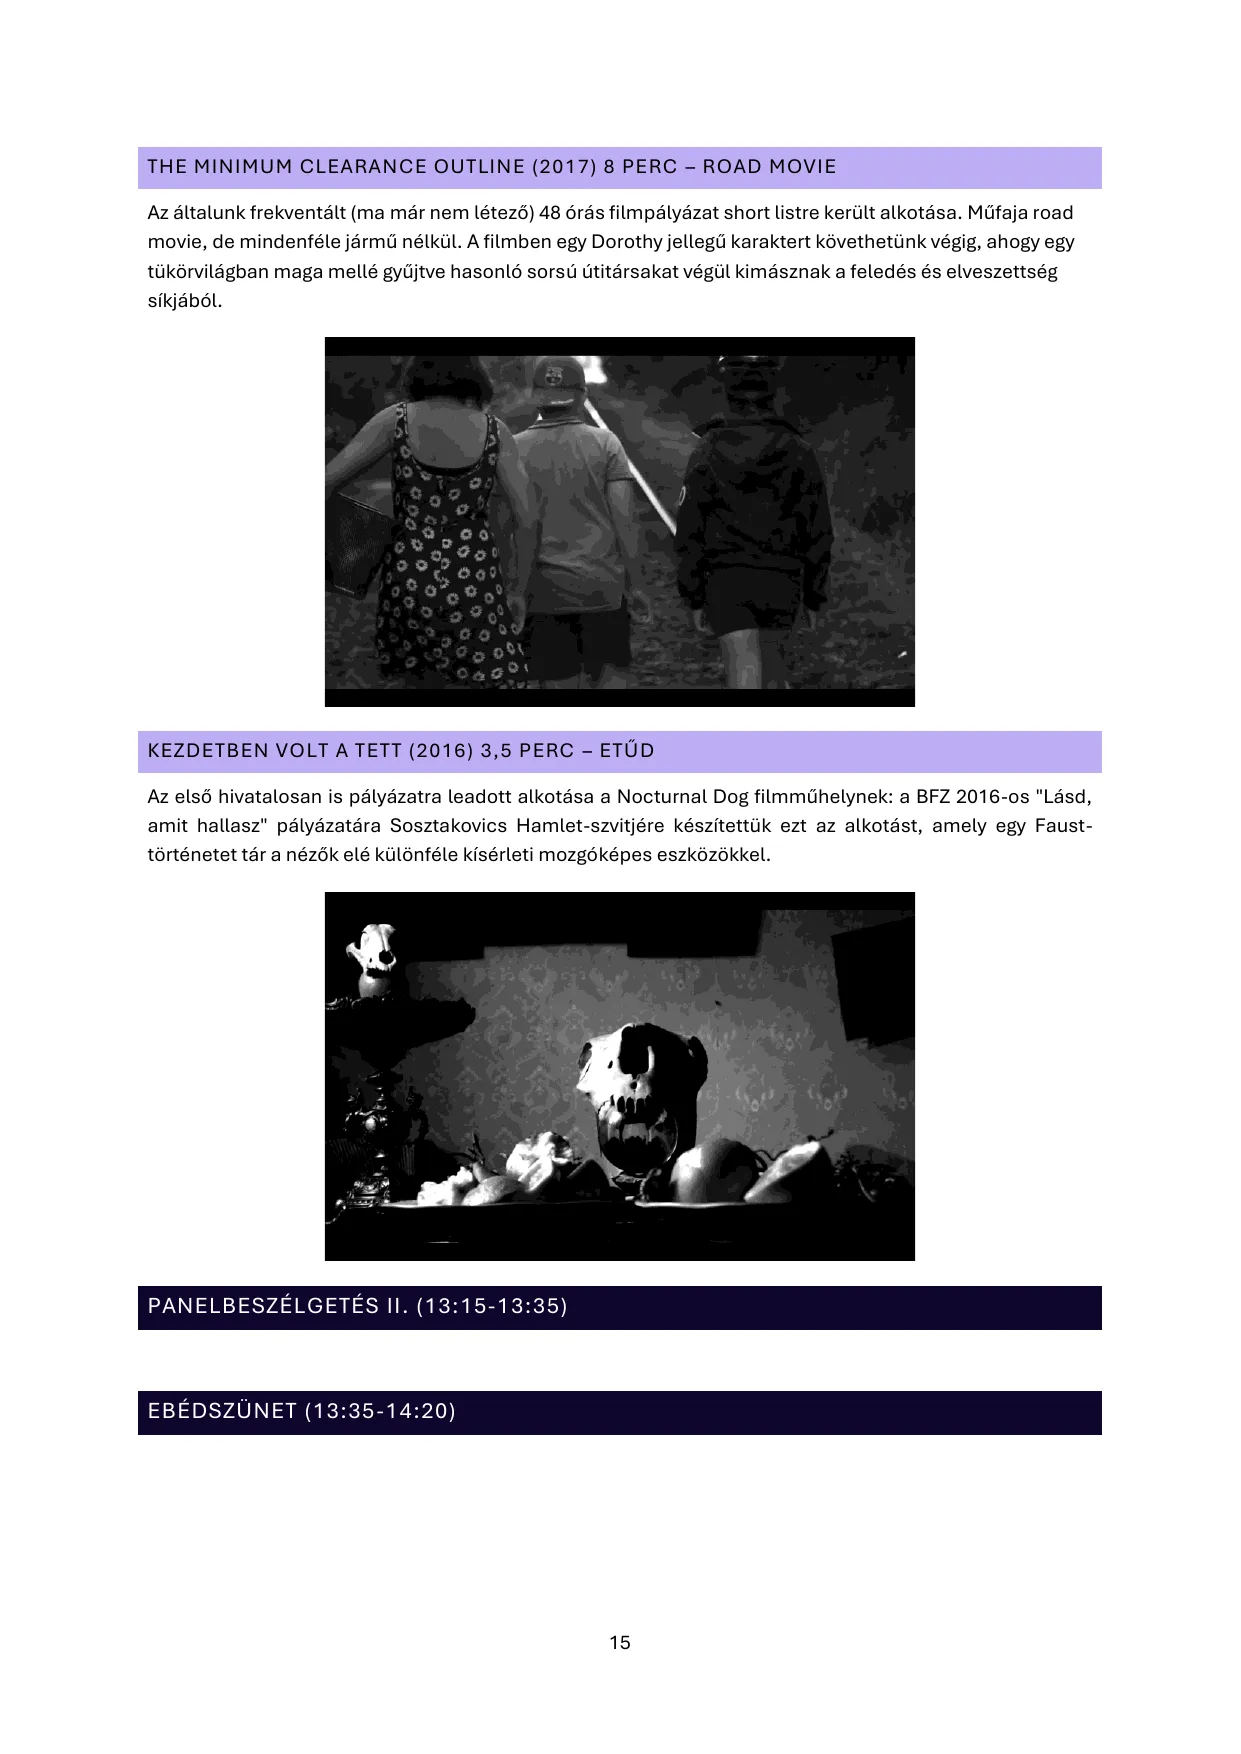 THE MINIMUM CLEARANCE OUTLINE (2017) 8 PERC – ROAD MOVIE
Az általunk frekventált (ma már nem létező) 48 órás filmpályázat short listre került alkotása. Műfaja road
movie, de mindenféle jármű nélkül. A filmben egy Dorothy jellegű karaktert követhetünk végig, ahogy egy
tükörvilágban maga mellé gyűjtve hasonló sorsú útitársakat végül kimásznak a feledés és elveszettség
síkjából.
KEZDETBEN VOLT A TETT (2016) 3,5 PERC – ETŰD
Az első hivatalosan is pályázatra leadott alkotása a Nocturnal Dog filmműhelynek: a BFZ 2016-os "Lásd,
amit hallasz" pályázatára Sosztakovics Hamlet-szvitjére készítettük ezt az alkotást, amely egy Faust-
történetet tár a nézők elé különféle kísérleti mozgóképes eszközökkel.
PANELBESZÉLGETÉS II. (13:15-13:35)
EBÉDSZÜNET (13:35-14:20)
15